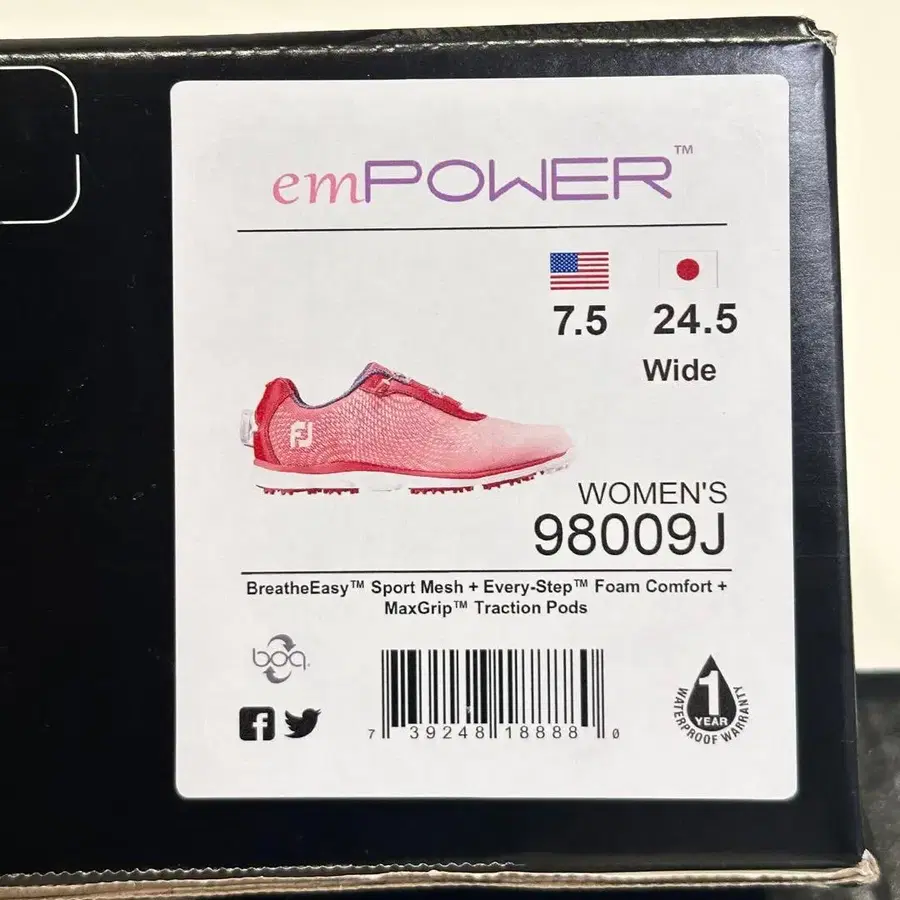 emPOWER™
7.5 24.5
Wide
FJ
WOMEN'S
98009J
BreatheEasy™ Sport Mesh + Every-Step™ Foam Comfort +
MaxGrip™ Traction Pods
boa®
f
7 39248 18888 0
1
YEAR
WATERPROOF WARRANTY